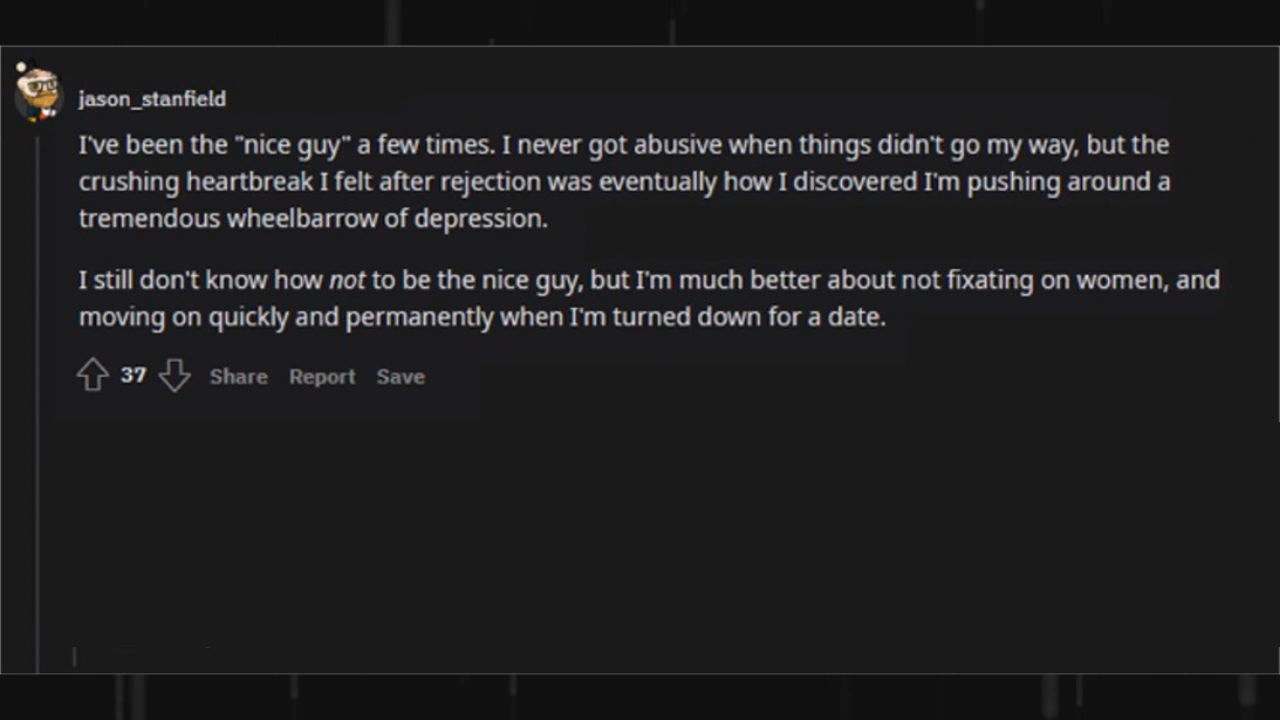 jason_stanfield
I've been the "nice guy" a few times. I never got abusive when things didn't go my way, but the
crushing heartbreak I felt after rejection was eventually how I discovered I'm pushing around a
tremendous wheelbarrow of depression.
I still don't know how not to be the nice guy, but I'm much better about not fixating on women, and
moving on quickly and permanently when I'm turned down for a date.
37 Share Report Save